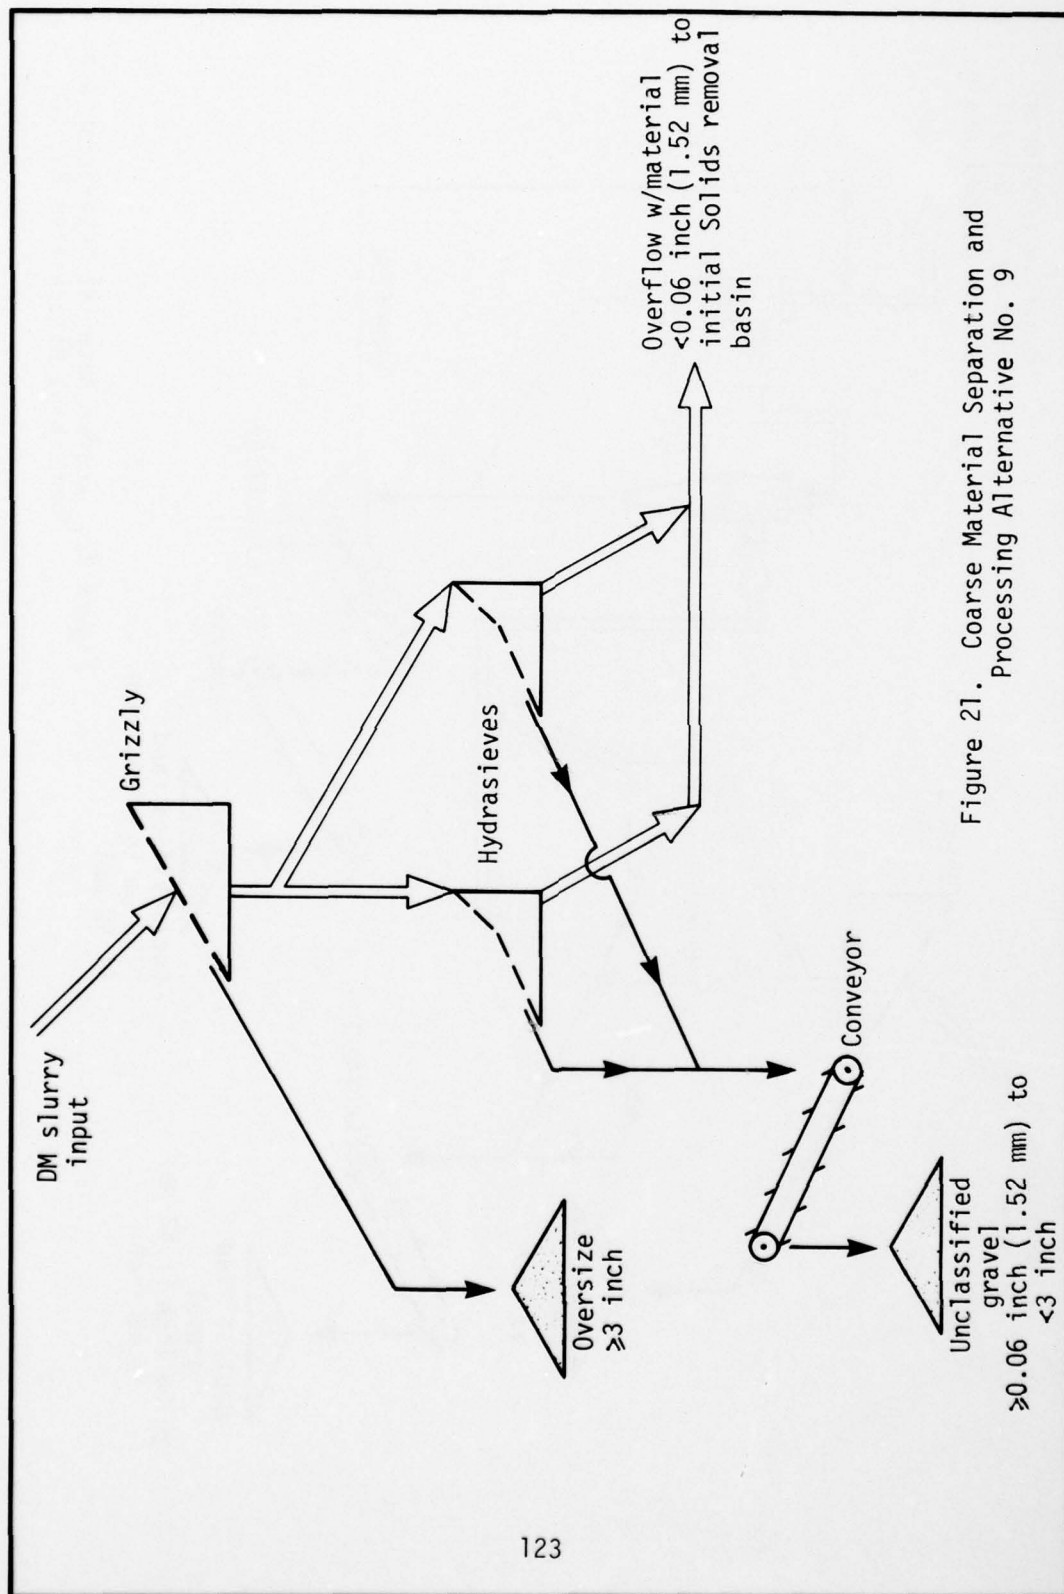 DM slurry
input
Grizzly
Hydrasieves
Oversize
≥3 inch
Conveyor
Unclassified
gravel
≥0.06 inch (1.52 mm) to
<3 inch
Overflow w/material
<0.06 inch (1.52 mm) to
initial Solids removal
basin
Figure 21. Coarse Material Separation and
Processing Alternative No. 9
123